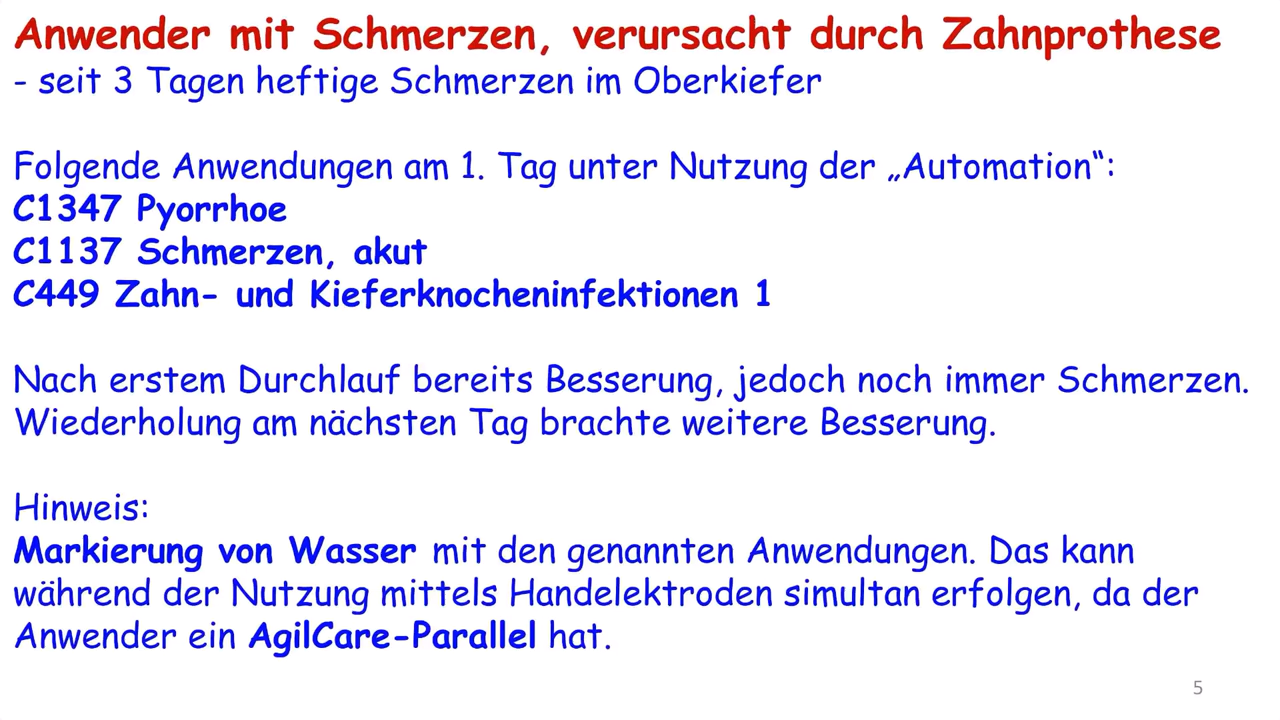 Anwender mit Schmerzen, verursacht durch Zahnprothese
- seit 3 Tagen heftige Schmerzen im Oberkiefer
Folgende Anwendungen am 1. Tag unter Nutzung der „Automation“:
C1347 Pyorrhoe
C1137 Schmerzen, akut
C449 Zahn- und Kieferknocheninfektionen 1
Nach erstem Durchlauf bereits Besserung, jedoch noch immer Schmerzen.
Wiederholung am nächsten Tag brachte weitere Besserung.
Hinweis:
Markierung von Wasser mit den genannten Anwendungen. Das kann
während der Nutzung mittels Handelektroden simultan erfolgen, da der
Anwender ein AgilCare-Parallel hat.
5